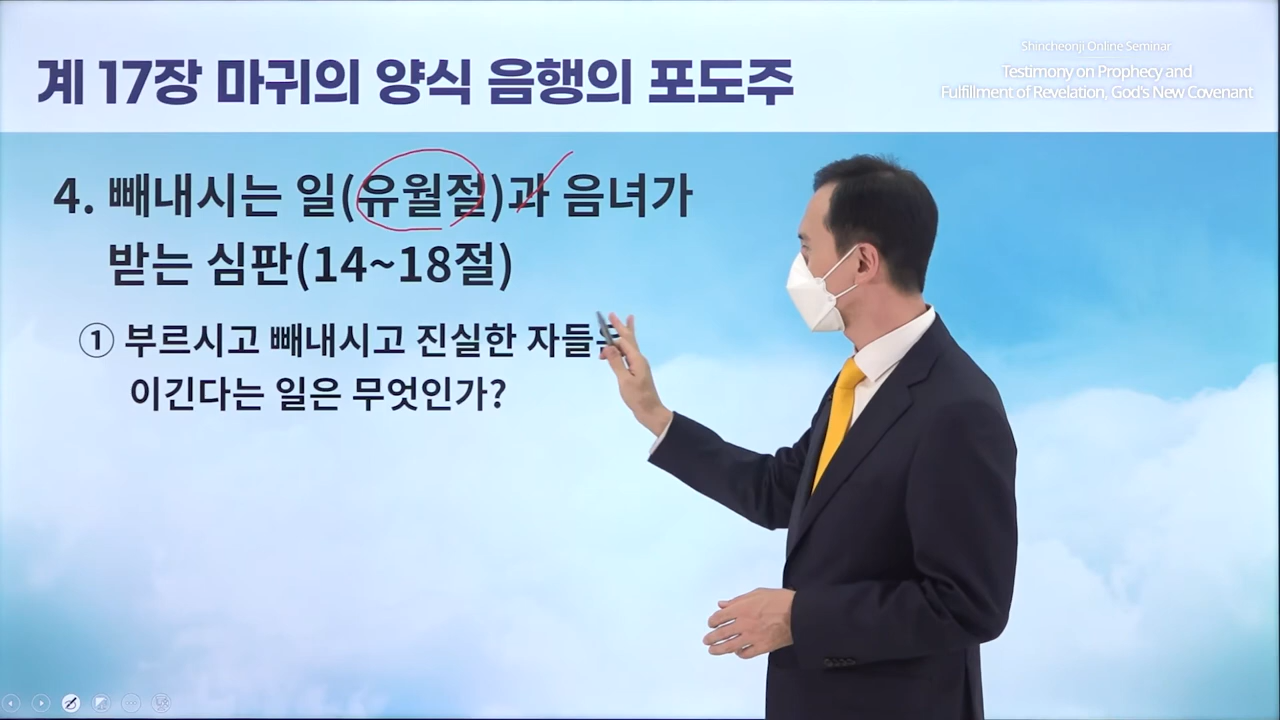 계 17장 마귀의 양식 음행의 포도주
Shincheonji Online Seminar
Testimony on Prophecy and
Fulfillment of Revelation, God's New Covenant
4. 빼내시는 일(유월절)과 음녀가
받는 심판(14~18절)
① 부르시고 빼내시고 진실한 자들은
이긴다는 일은 무엇인가?